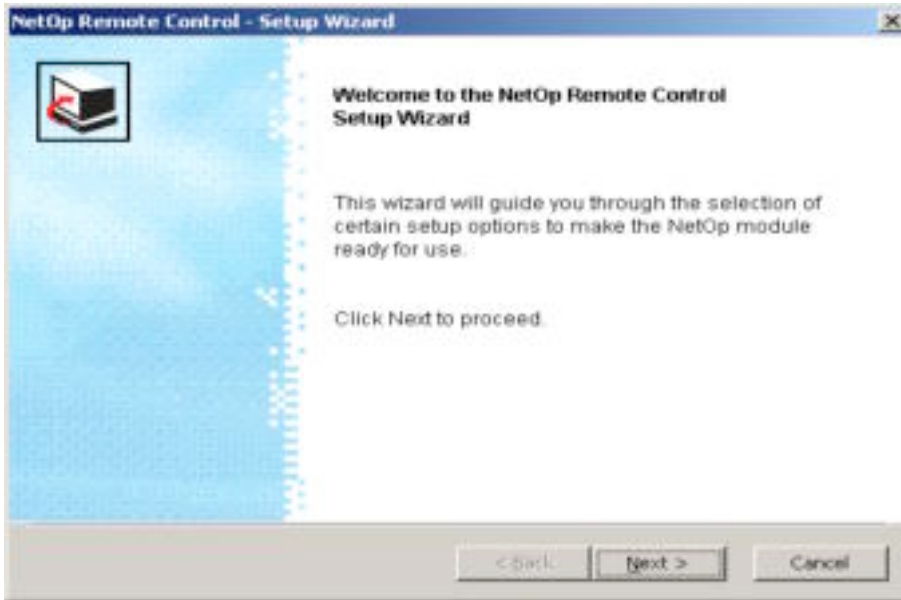 NetOp Remote Control - Setup Wizard
Welcome to the NetOp Remote Control
Setup Wizard
This wizard will guide you through the selection of
certain setup options to make the NetOp module
ready for use.
Click Next to proceed.
< Back
Next >
Cancel